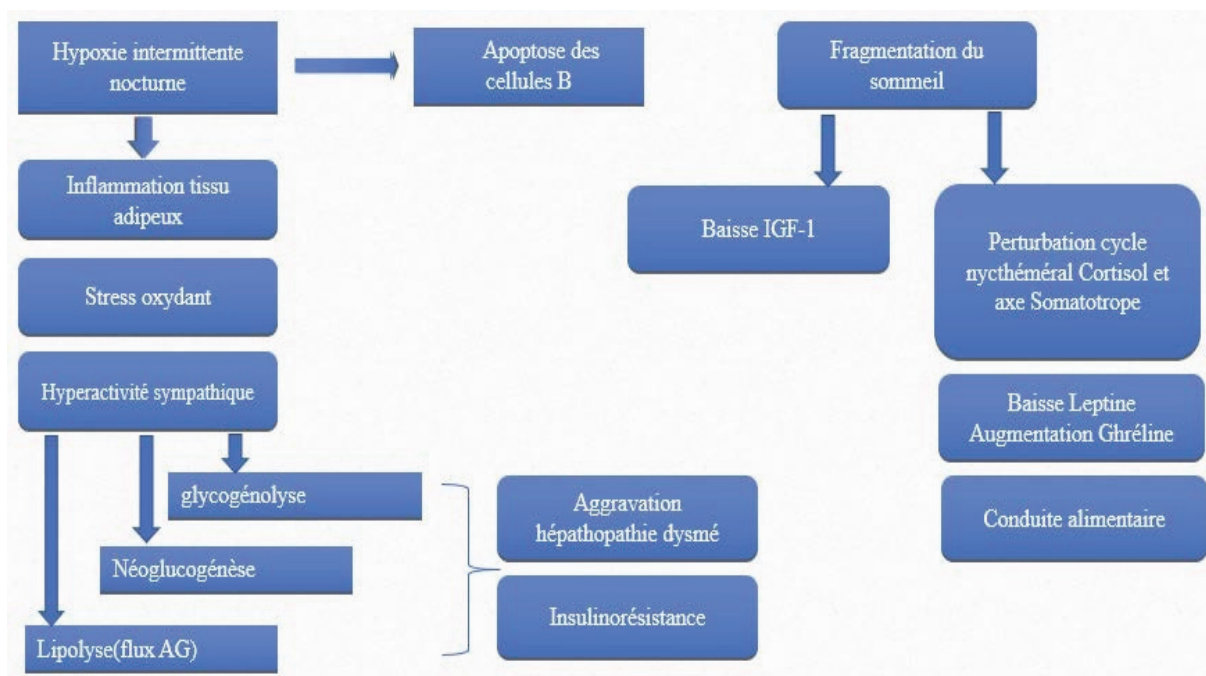 Hypoxie intermittente
nocturne
Apoptose des
cellules B
Fragmentation du
sommeil
Inflammation tissu
adipeux
Baisse IGF-1
Perturbation cycle
nycthéméral Cortisol et
axe Somatotrope
Stress oxydant
Hyperactivité sympathique
Baisse Leptine
Augmentation Ghréline
glycogénolyse
Aggravation
hépathopathie dysmé
Conduite alimentaire
Néoglucogénèse
Insulinorésistance
Lipolyse(flux AG)